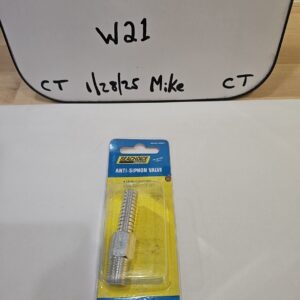 W21
CT 1/28/25 Mike CT
SEACHOICE
ANTI-SIPHON VALVE